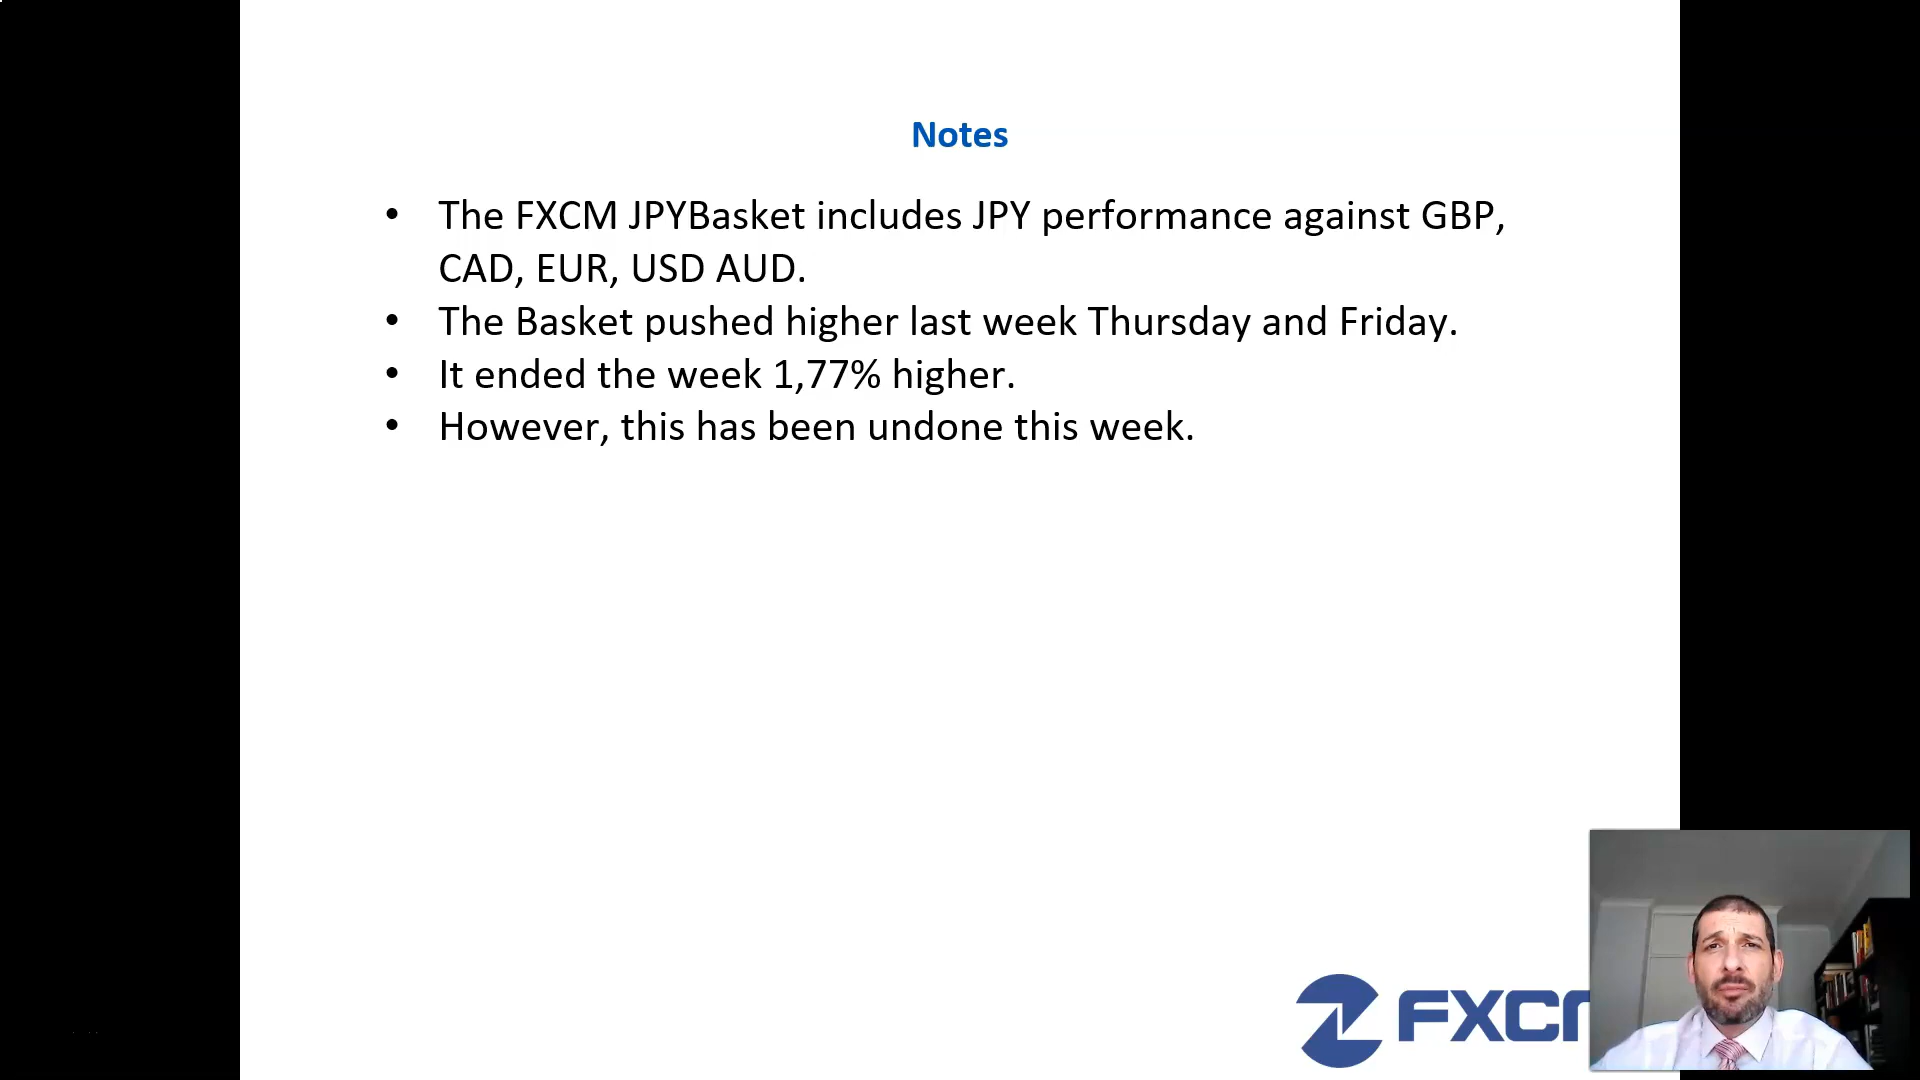 Notes
• The FXCM JPYBasket includes JPY performance against GBP,
CAD, EUR, USD AUD.
• The Basket pushed higher last week Thursday and Friday.
• It ended the week 1,77% higher.
• However, this has been undone this week.
FXCM